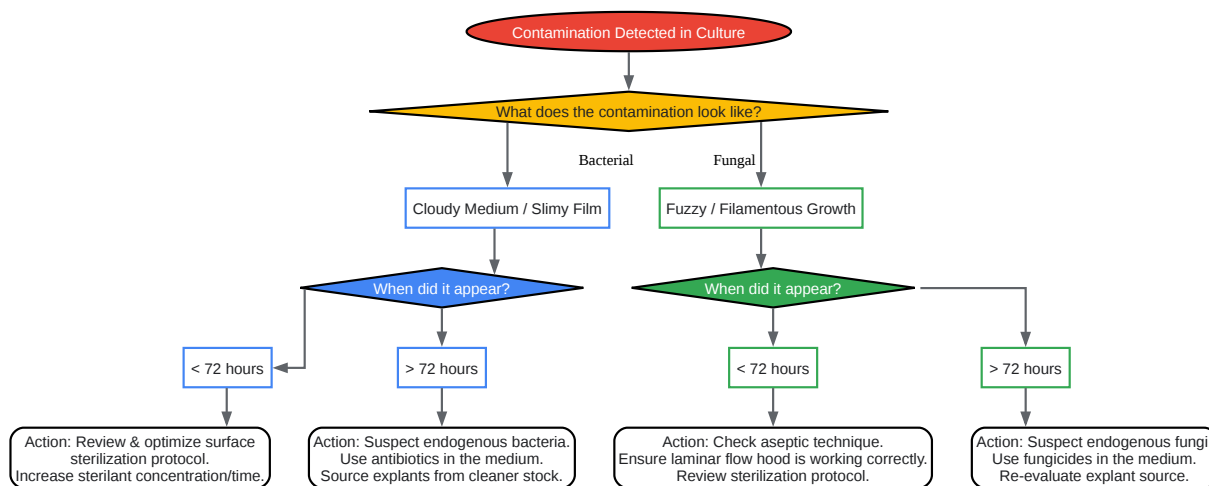 Contamination Detected in Culture
What does the contamination look like?
Bacterial
Fungal
Cloudy Medium / Slimy Film
Fuzzy / Filamentous Growth
When did it appear?
When did it appear?
< 72 hours
> 72 hours
< 72 hours
> 72 hours
Action: Review & optimize surface
sterilization protocol.
Increase sterilant concentration/time.
Action: Suspect endogenous bacteria.
Use antibiotics in the medium.
Source explants from cleaner stock.
Action: Check aseptic technique.
Ensure laminar flow hood is working correctly.
Review sterilization protocol.
Action: Suspect endogenous fungi.
Use fungicides in the medium.
Re-evaluate explant source.